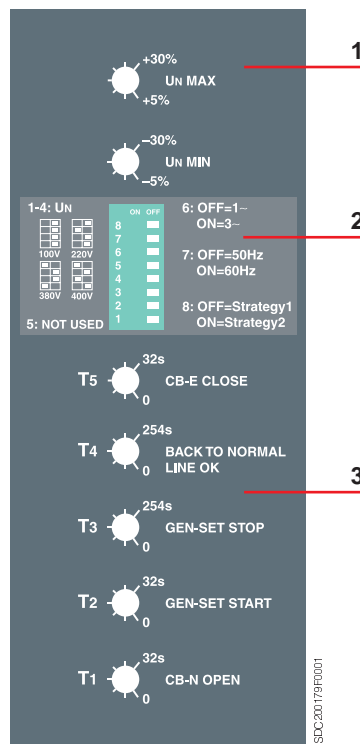 +30%
UN MAX
+5%
1
–30%
UN MIN
–5%
1-4: UN
100V 220V
380V 400V
5: NOT USED
ON OFF
8
7
6
5
4
3
2
1
6: OFF=1~
ON=3~
7: OFF=50Hz
ON=60Hz
8: OFF=Strategy1
ON=Strategy2
2
32s
T5 CB-E CLOSE
0
254s
T4 BACK TO NORMAL
LINE OK
0
3
254s
T3 GEN-SET STOP
0
32s
T2 GEN-SET START
0
32s
T1 CB-N OPEN
0
SDC200179F0001